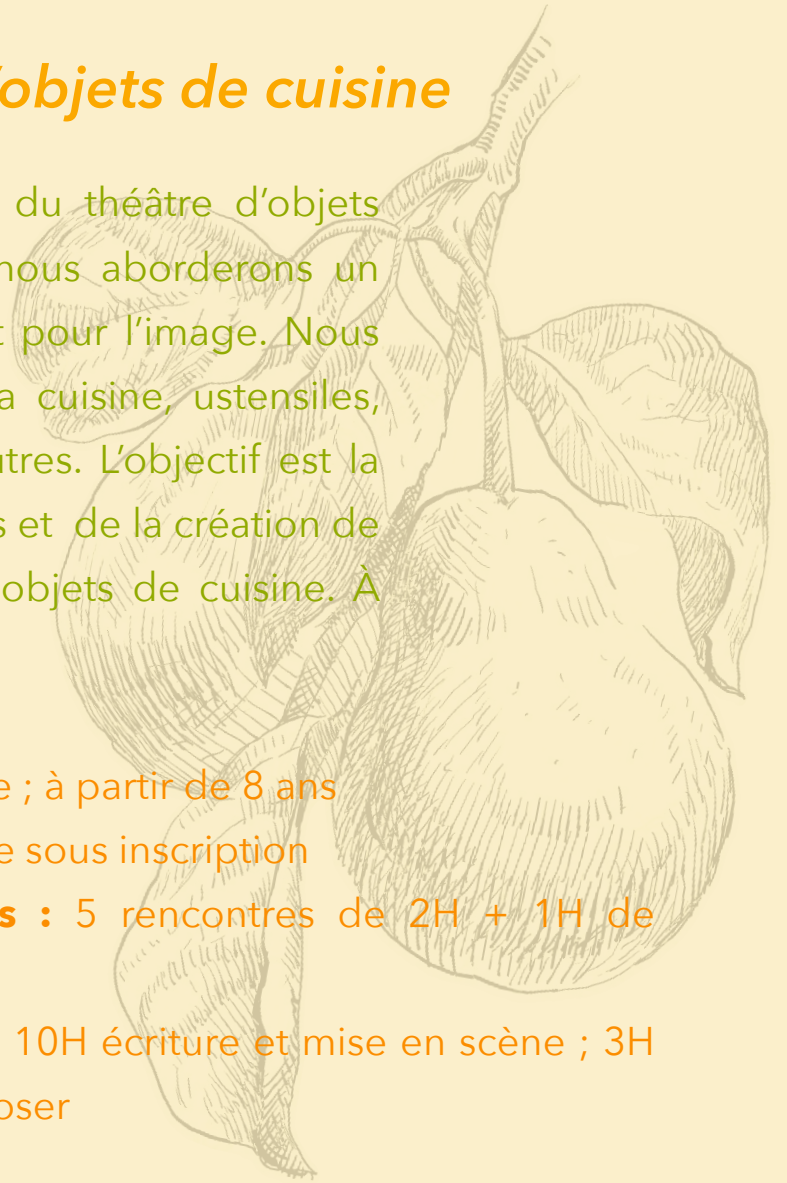 'objets de cuisine
du théâtre d’objets
nous aborderons un
pour l’image. Nous
a cuisine, ustensiles,
utres. L’objectif est la
s et de la création de
objets de cuisine. À
e ; à partir de 8 ans
e sous inscription
s : 5 rencontres de 2H + 1H de
10H écriture et mise en scène ; 3H
oser